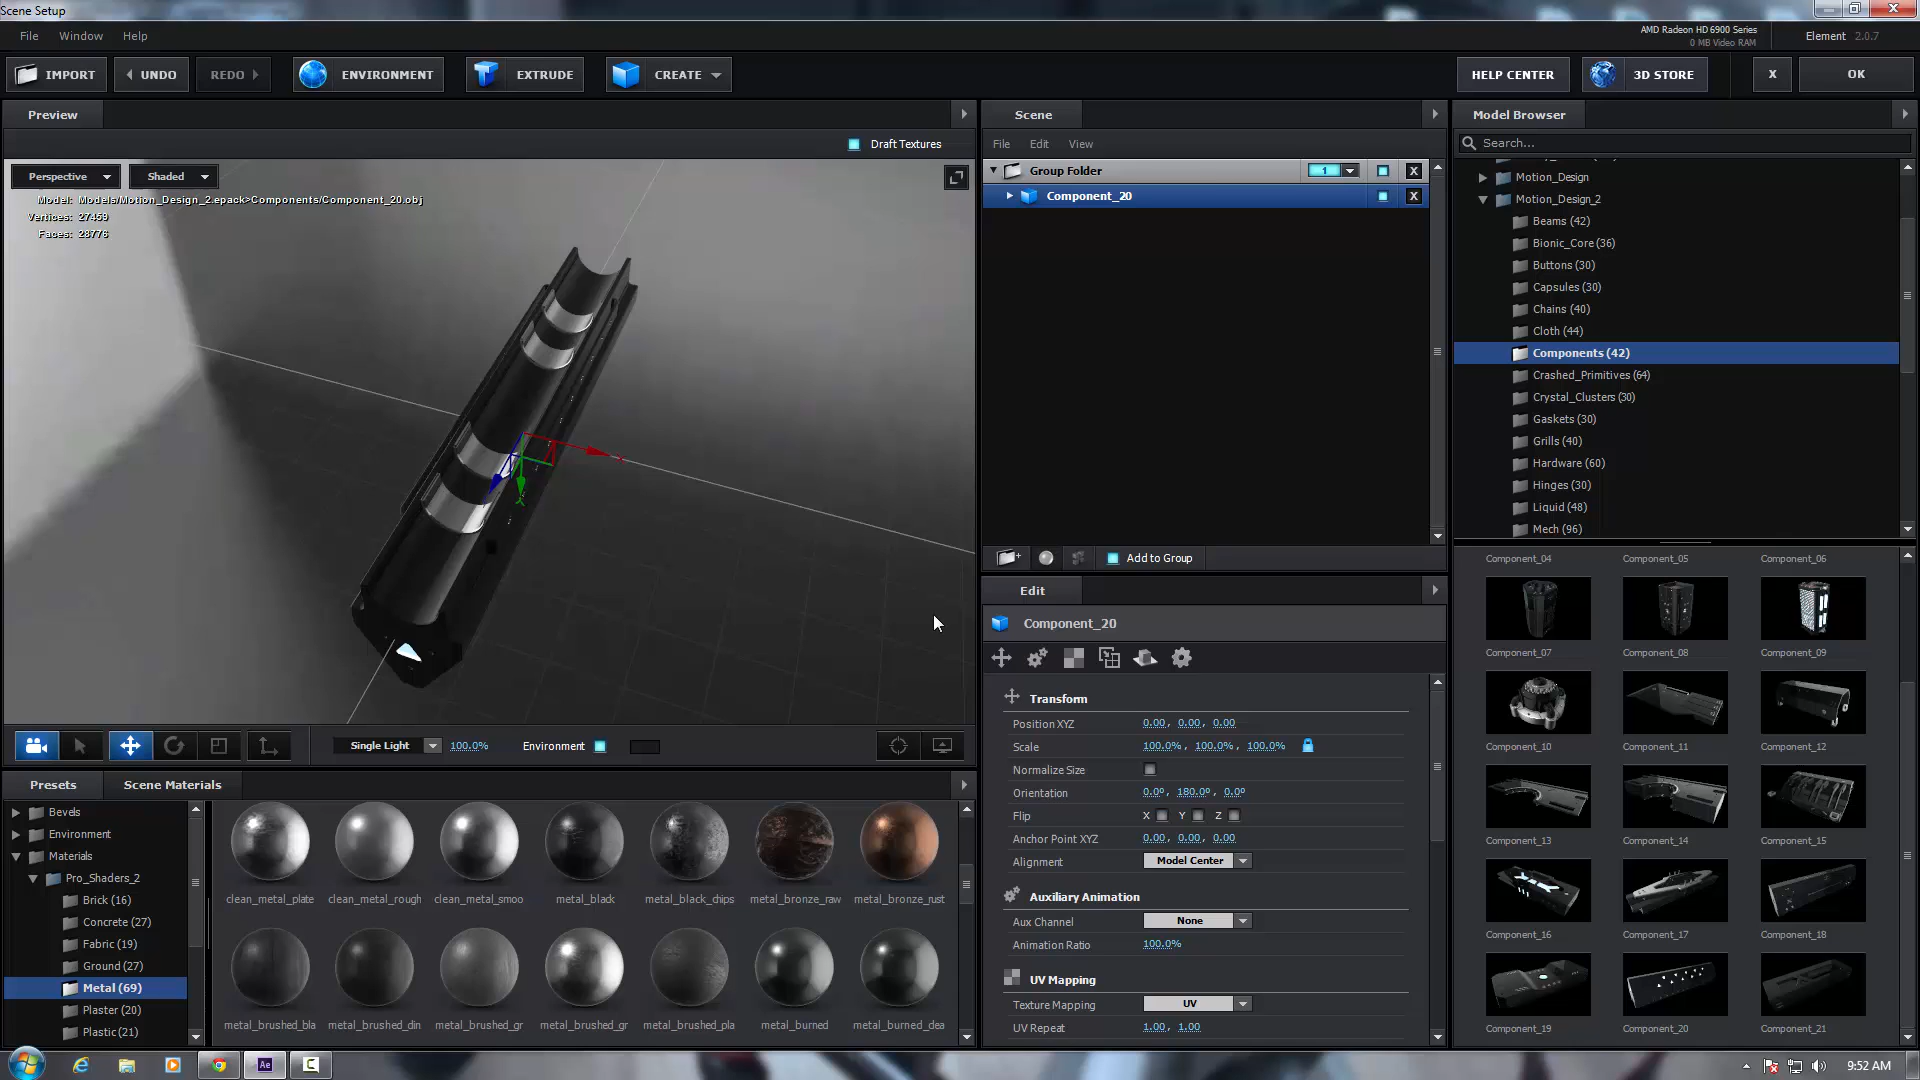 Scene Setup
File Window Help
AMD Radeon HD 6900 Series
0 MB Video RAM
Element 2.0.7
IMPORT UNDO REDO ENVIRONMENT EXTRUDE CREATE HELP CENTER 3D STORE X OK
Preview
Draft Textures
Perspective Shaded
Model: Models/Motion_Design_2.epack>Components/Component_20.obj
Vertices: 27459
Faces: 28776
Single Light 100.0% Environment
Presets Scene Materials
Bevels
Environment
Materials
Pro_Shaders_2
Brick (16)
Concrete (27)
Fabric (19)
Ground (27)
Metal (69)
Plaster (20)
Plastic (21)
clean_metal_plate clean_metal_rough clean_metal_smoo metal_black metal_black_chips metal_bronze_raw metal_bronze_rust
metal_brushed_bla metal_brushed_din metal_brushed_gr metal_brushed_gr metal_brushed_pla metal_burned metal_burned_dea
Scene
File Edit View
Group Folder 1 X
Component_20 X
Add to Group
Edit
Component_20
Transform
Position XYZ 0.00, 0.00, 0.00
Scale 100.0%, 100.0%, 100.0%
Normalize Size
Orientation 0.0º, 180.0º, 0.0º
Flip X Y Z
Anchor Point XYZ 0.00, 0.00, 0.00
Alignment Model Center
Auxiliary Animation
Aux Channel None
Animation Ratio 100.0%
UV Mapping
Texture Mapping UV
UV Repeat 1.00, 1.00
Model Browser
Search...
Motion_Design
Motion_Design_2
Beams (42)
Bionic_Core (36)
Buttons (30)
Capsules (30)
Chains (40)
Cloth (44)
Components (42)
Crashed_Primitives (64)
Crystal_Clusters (30)
Gaskets (30)
Grills (40)
Hardware (60)
Hinges (30)
Liquid (48)
Mech (96)
Component_04 Component_05 Component_06
Component_07 Component_08 Component_09
Component_10 Component_11 Component_12
Component_13 Component_14 Component_15
Component_16 Component_17 Component_18
Component_19 Component_20 Component_21
Ae
9:52 AM